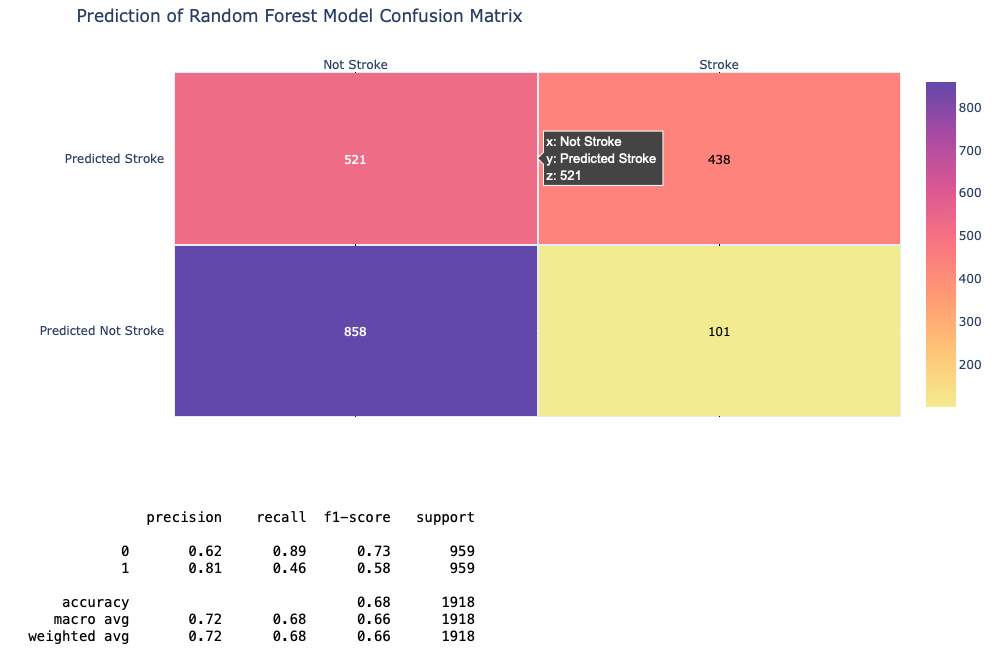 Prediction of Random Forest Model Confusion Matrix
Not Stroke Stroke
Predicted Stroke 521 438
x: Not Stroke
y: Predicted Stroke
z: 521
Predicted Not Stroke 858 101
800
700
600
500
400
300
200
precision recall f1-score support
0 0.62 0.89 0.73 959
1 0.81 0.46 0.58 959
accuracy 0.68 1918
macro avg 0.72 0.68 0.66 1918
weighted avg 0.72 0.68 0.66 1918